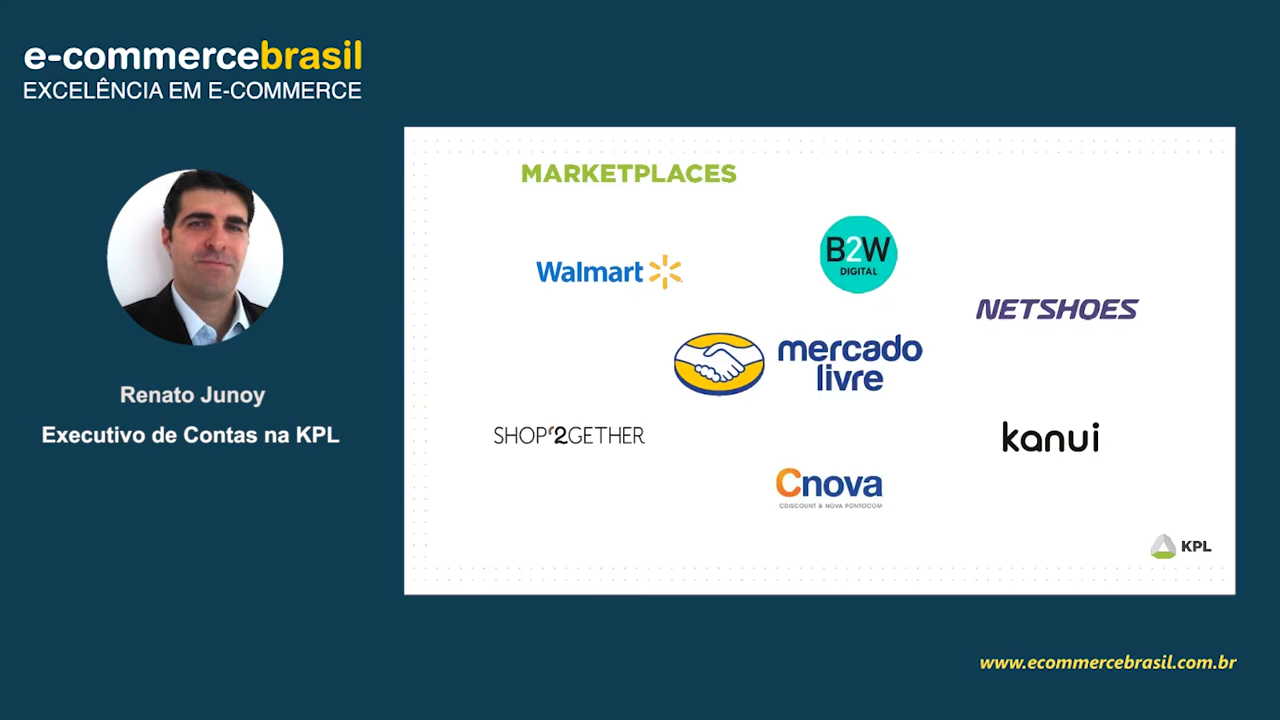 e-commercebrasil
EXCELÊNCIA EM E-COMMERCE
Renato Junoy
Executivo de Contas na KPL
MARKETPLACES
B2W
DIGITAL
Walmart
NETSHOES
mercado
livre
SHOP2GETHER
kanui
Cnova
CDISCOUNT & NOVA PONTOCOM
KPL
www.ecommercebrasil.com.br